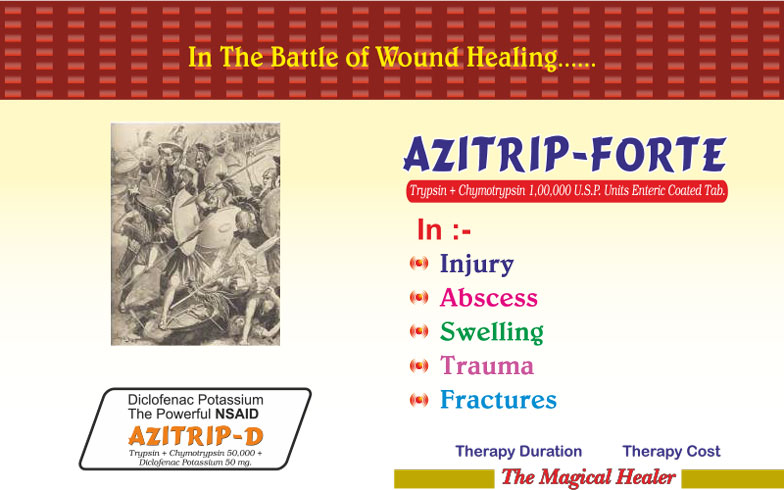 In The Battle of Wound Healing......
AZITRIP-FORTE
Trypsin + Chymotrypsin 1,00,000 U.S.P. Units Enteric Coated Tab.
In :-
Injury
Abscess
Swelling
Trauma
Fractures
Diclofenac Potassium
The Powerful NSAID
AZITRIP-D
Trypsin + Chymotrypsin 50,000 +
Diclofenac Potassium 50 mg.
Therapy Duration Therapy Cost
The Magical Healer